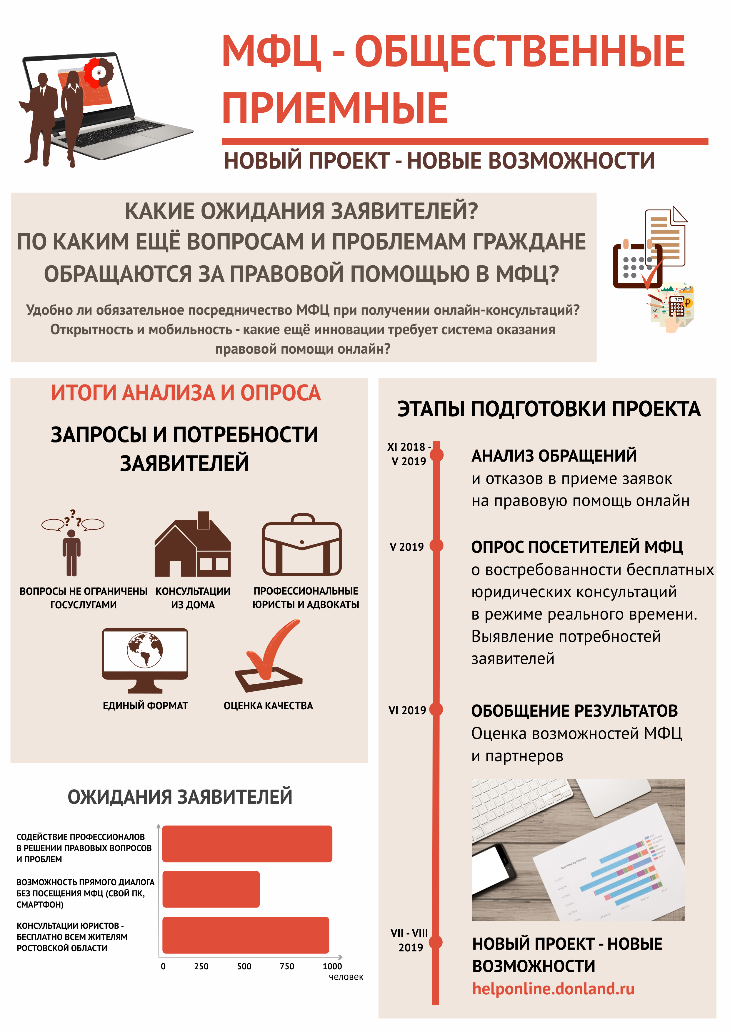 МФЦ - ОБЩЕСТВЕННЫЕ
ПРИЕМНЫЕ
НОВЫЙ ПРОЕКТ - НОВЫЕ ВОЗМОЖНОСТИ
КАКИЕ ОЖИДАНИЯ ЗАЯВИТЕЛЕЙ?
ПО КАКИМ ЕЩЁ ВОПРОСАМ И ПРОБЛЕМАМ ГРАЖДАНЕ
ОБРАЩАЮТСЯ ЗА ПРАВОВОЙ ПОМОЩЬЮ В МФЦ?
Удобно ли обязательное посредничество МФЦ при получении онлайн-консультаций?
Открытность и мобильность - какие ещё инновации требует система оказания
правовой помощи онлайн?
ИТОГИ АНАЛИЗА И ОПРОСА
ЗАПРОСЫ И ПОТРЕБНОСТИ
ЗАЯВИТЕЛЕЙ
???
ВОПРОСЫ НЕ ОГРАНИЧЕНЫ
ГОСУСЛУГАМИ
КОНСУЛЬТАЦИИ
ИЗ ДОМА
ПРОФЕССИОНАЛЬНЫЕ
ЮРИСТЫ И АДВОКАТЫ
ЕДИНЫЙ ФОРМАТ
ОЦЕНКА КАЧЕСТВА
ОЖИДАНИЯ ЗАЯВИТЕЛЕЙ
СОДЕЙСТВИЕ ПРОФЕССИОНАЛОВ
В РЕШЕНИИ ПРАВОВЫХ ВОПРОСОВ
И ПРОБЛЕМ
ВОЗМОЖНОСТЬ ПРЯМОГО ДИАЛОГА
БЕЗ ПОСЕЩЕНИЯ МФЦ (СВОЙ ПК,
СМАРТФОН)
КОНСУЛЬТАЦИИ ЮРИСТОВ -
БЕСПЛАТНО ВСЕМ ЖИТЕЛЯМ
РОСТОВСКОЙ ОБЛАСТИ
0 250 500 750 1000
человек
ЭТАПЫ ПОДГОТОВКИ ПРОЕКТА
XI 2018 -
V 2019
АНАЛИЗ ОБРАЩЕНИЙ
и отказов в приеме заявок
на правовую помощь онлайн
V 2019
ОПРОС ПОСЕТИТЕЛЕЙ МФЦ
о востребованности бесплатных
юридических консультаций
в режиме реального времени.
Выявление потребностей
заявителей
VI 2019
ОБОБЩЕНИЕ РЕЗУЛЬТАТОВ
Оценка возможностей МФЦ
и партнеров
VII - VIII
2019
НОВЫЙ ПРОЕКТ - НОВЫЕ
ВОЗМОЖНОСТИ
helponline.donland.ru